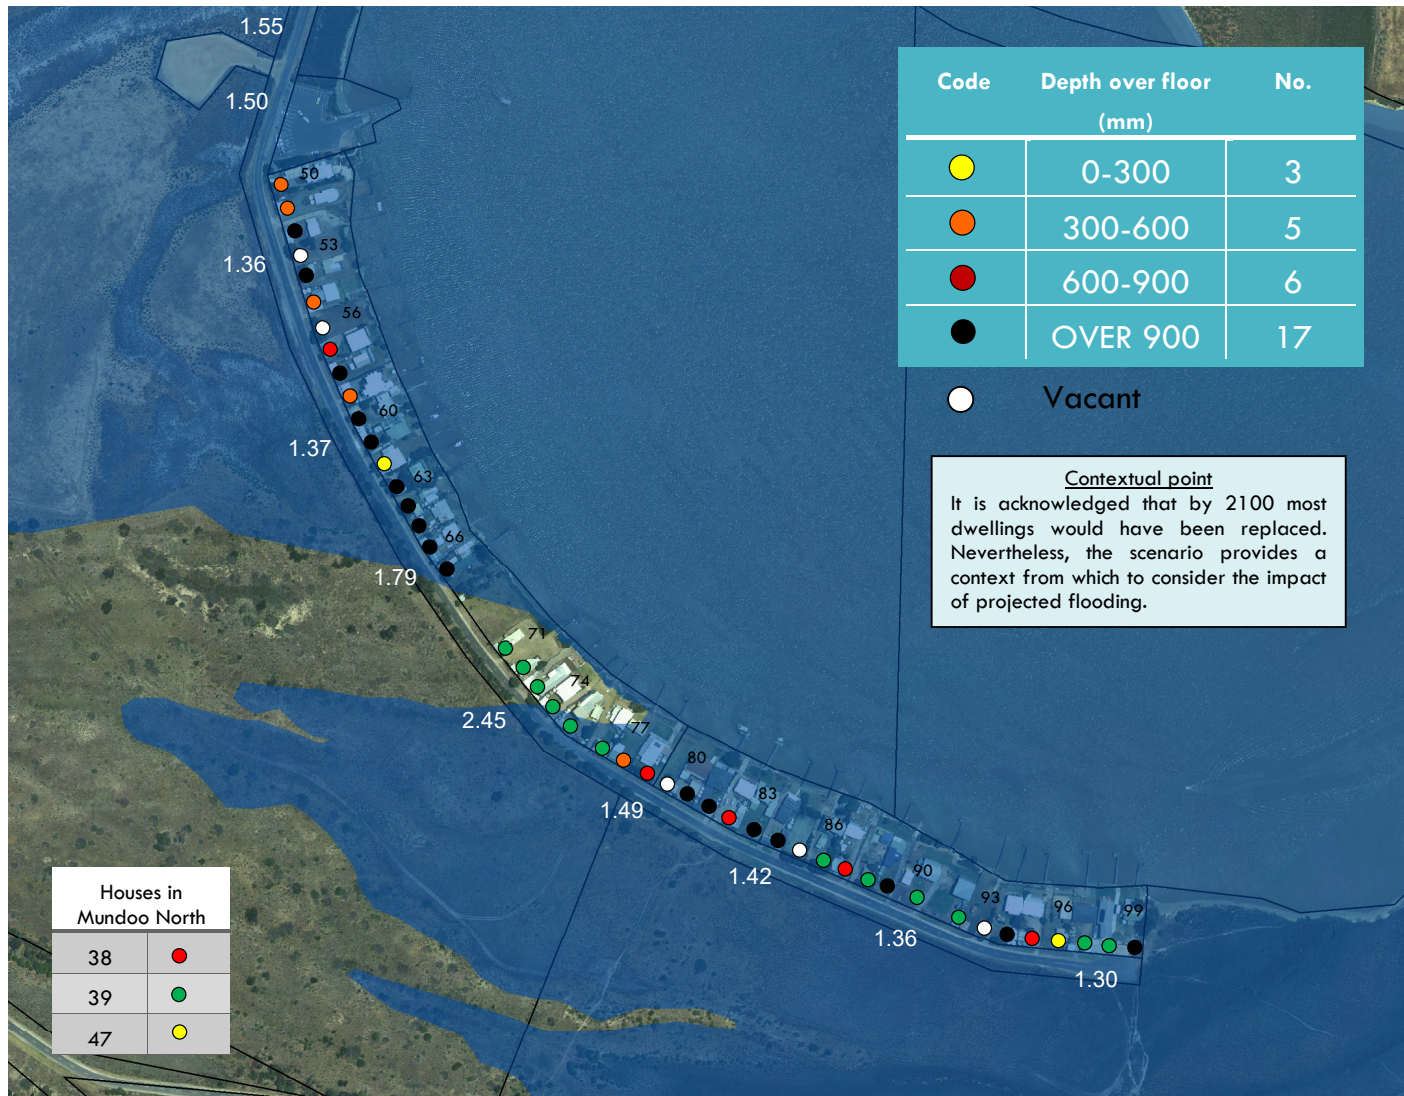 1.55
1.50
50
53
1.36
56
60
1.37
63
66
1.79
71
74
2.45
77
80
1.49
83
86
1.42
90
93
96
99
1.36
1.30
Code Depth over floor No.
(mm)
0-300 3
300-600 5
600-900 6
OVER 900 17
Vacant
Contextual point
It is acknowledged that by 2100 most
dwellings would have been replaced.
Nevertheless, the scenario provides a
context from which to consider the impact
of projected flooding.
Houses in
Mundoo North
38
39
47